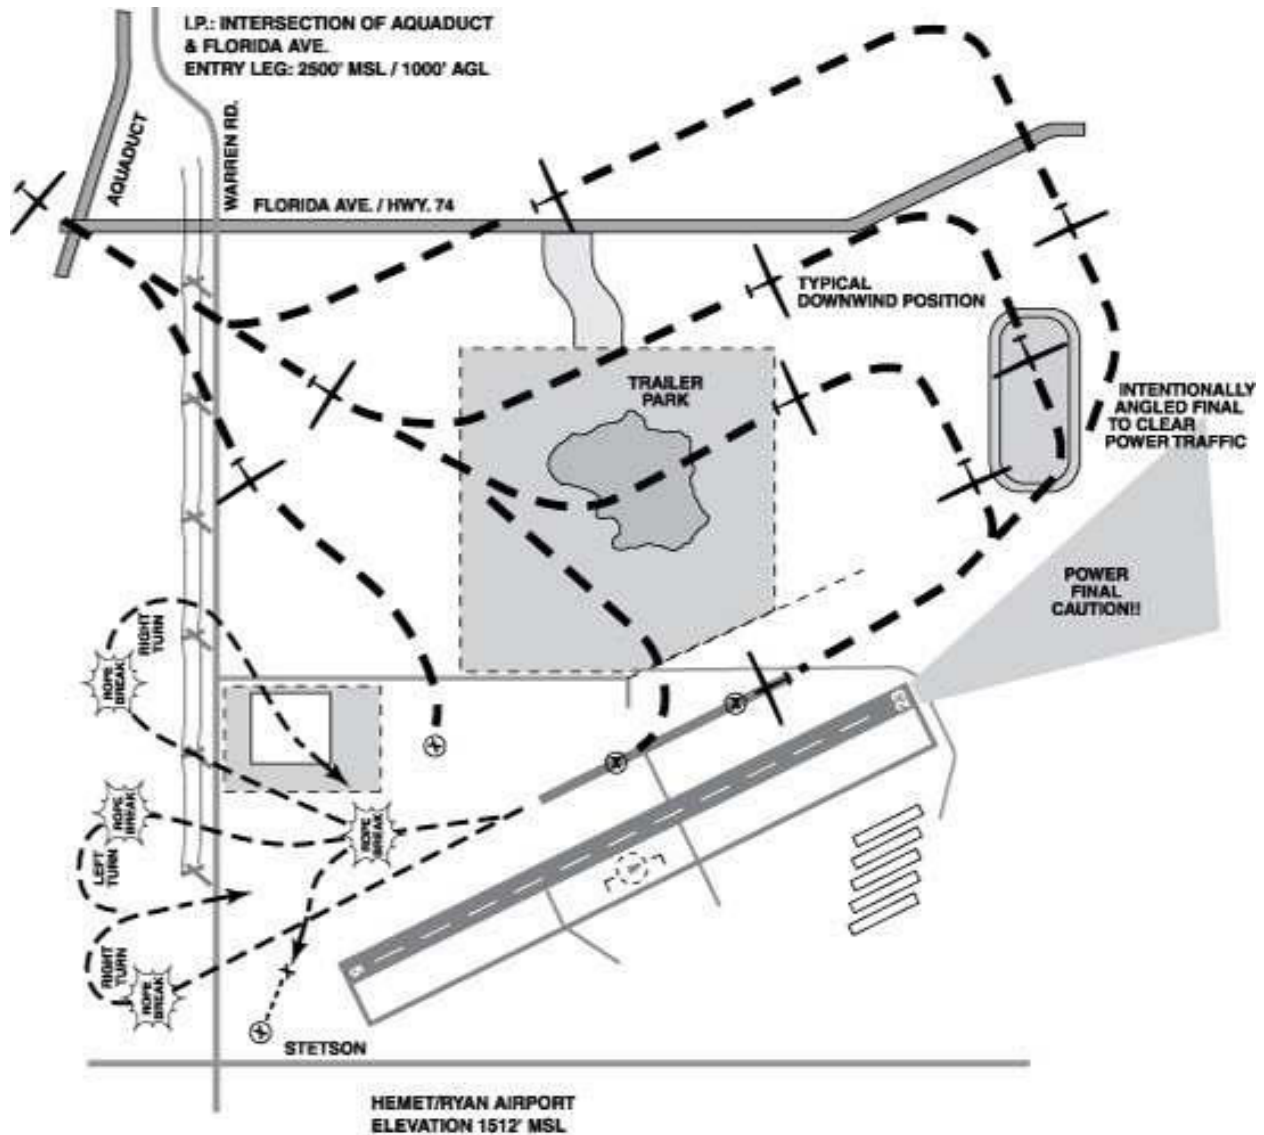 I.P.: INTERSECTION OF AQUADUCT
& FLORIDA AVE.
ENTRY LEG: 2500' MSL / 1000' AGL
AQUADUCT
WARREN RD.
FLORIDA AVE. / HWY. 74
TYPICAL
DOWNWIND POSITION
TRAILER
PARK
INTENTIONALLY
ANGLED FINAL
TO CLEAR
POWER TRAFFIC
POWER
FINAL
CAUTION!!
RIGHT
TURN
ROPE
BREAK
ROPE
BREAK
ROPE
BREAK
LEFT
TURN
RIGHT
TURN
ROPE
BREAK
23
5
STETSON
HEMET/RYAN AIRPORT
ELEVATION 1512' MSL